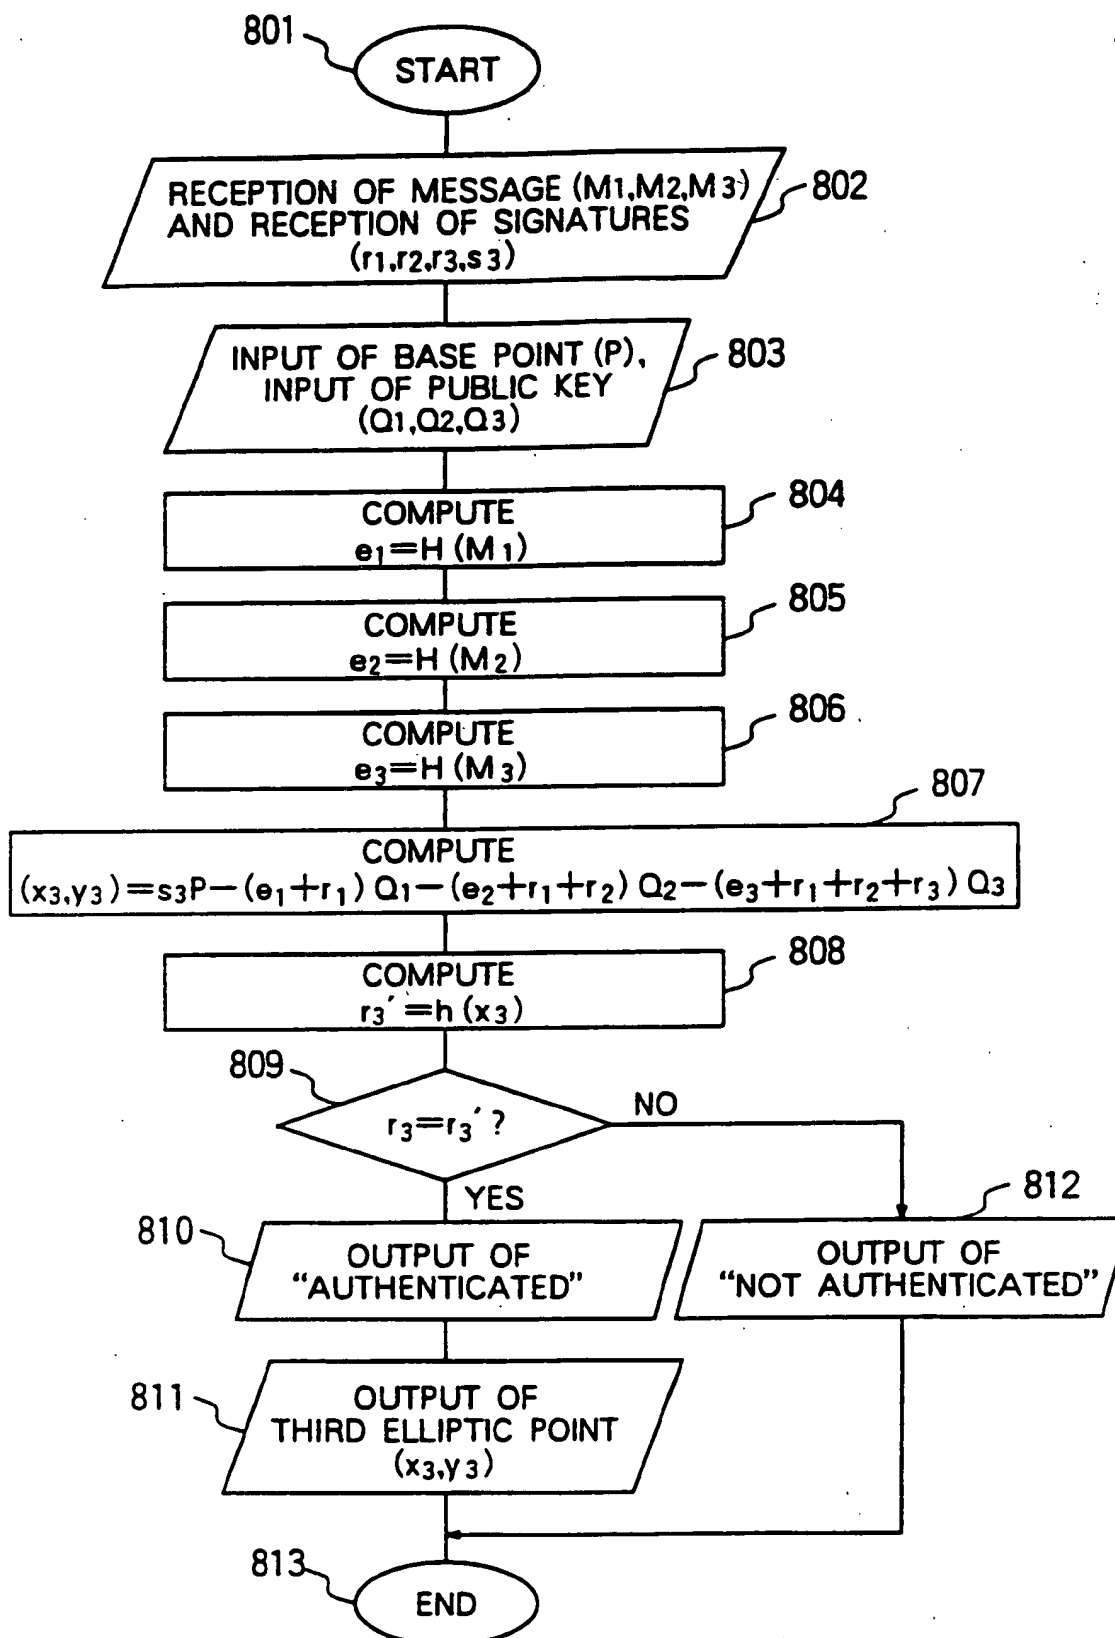 801
START
RECEPTION OF MESSAGE (M1,M2,M3)
AND RECEPTION OF SIGNATURES
(r1,r2,r3,s3)
802
INPUT OF BASE POINT (P),
INPUT OF PUBLIC KEY
(Q1,Q2,Q3)
803
COMPUTE
e₁=H(M₁)
804
COMPUTE
e₂=H(M₂)
805
COMPUTE
e₃=H(M₃)
806
807
COMPUTE
(x₃,y₃)=s₃P−(e₁+r₁)Q₁−(e₂+r₁+r₂)Q₂−(e₃+r₁+r₂+r₃)Q₃
COMPUTE
r₃′=h(x₃)
808
809
r₃=r₃′?
NO
YES
810
OUTPUT OF
“AUTHENTICATED”
812
OUTPUT OF
“NOT AUTHENTICATED”
811
OUTPUT OF
THIRD ELLIPTIC POINT
(x₃,y₃)
813
END